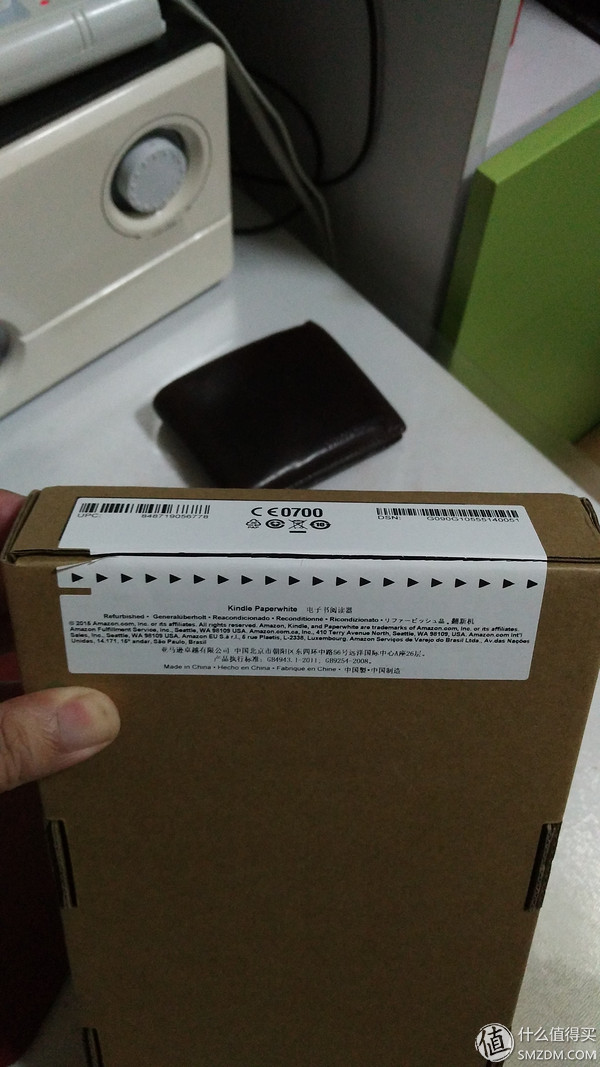 UPC: 848719056778
CE0700
DSN: G090G10555140051
Kindle Paperwhite 电子书阅读器
Refurbished • Generalüberholt • Reacondicionado • Reconditionné • Ricondizionato • リファービッシュ品、翻新机
© 2015 Amazon.com, Inc. or its affiliates. All rights reserved. Amazon, Kindle, and Paperwhite are trademarks of Amazon.com, Inc. or its affiliates.
Amazon Fulfillment Service, Inc., Seattle, WA 98109 USA. Amazon.com.ca, Inc., 410 Terry Avenue North, Seattle, WA 98109 USA. Amazon Int'l
Sales, Inc., Seattle, WA 98109 USA. Amazon EU S.a r.l., 5 rue Plaetis, L-2338, Luxembourg. Amazon Serviços de Varejo do Brasil Ltda., Av.das Nações
Unidas, 14.171, 15° andar, São Paulo, Brasil
亚马逊卓越有限公司 中国北京市朝阳区东四环中路56号远洋国际中心A座26层。
产品执行标准: GB4943.1-2011, GB9254-2008。
Made in China • Hecho en China • Fabriqué en Chine • 中国製 • 中国制造
值 什么值得买
SMZDM.COM